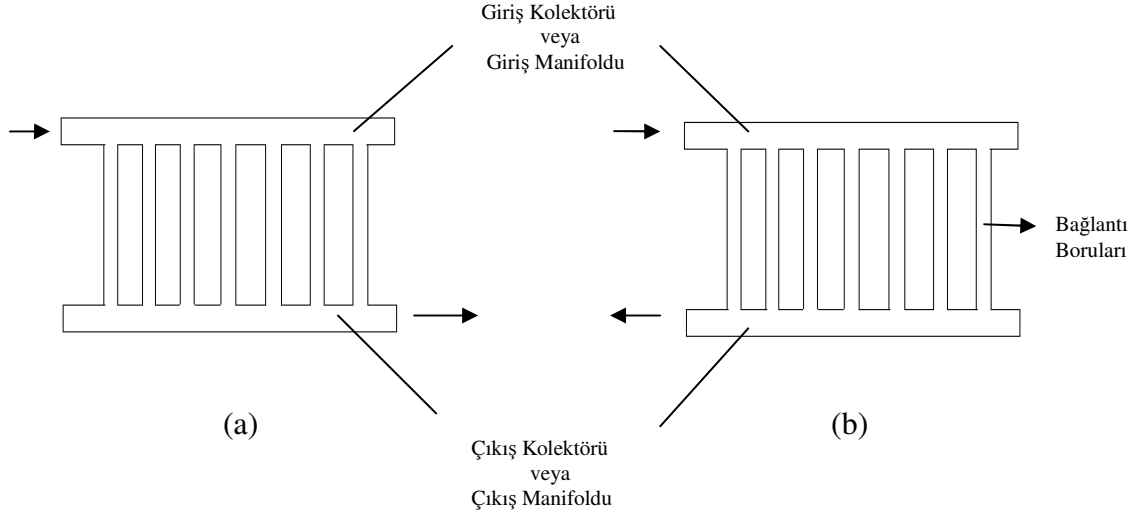 Giriş Kolektörü
veya
Giriş Manifoldu
Bağlantı
Boruları
(a)
(b)
Çıkış Kolektörü
veya
Çıkış Manifoldu